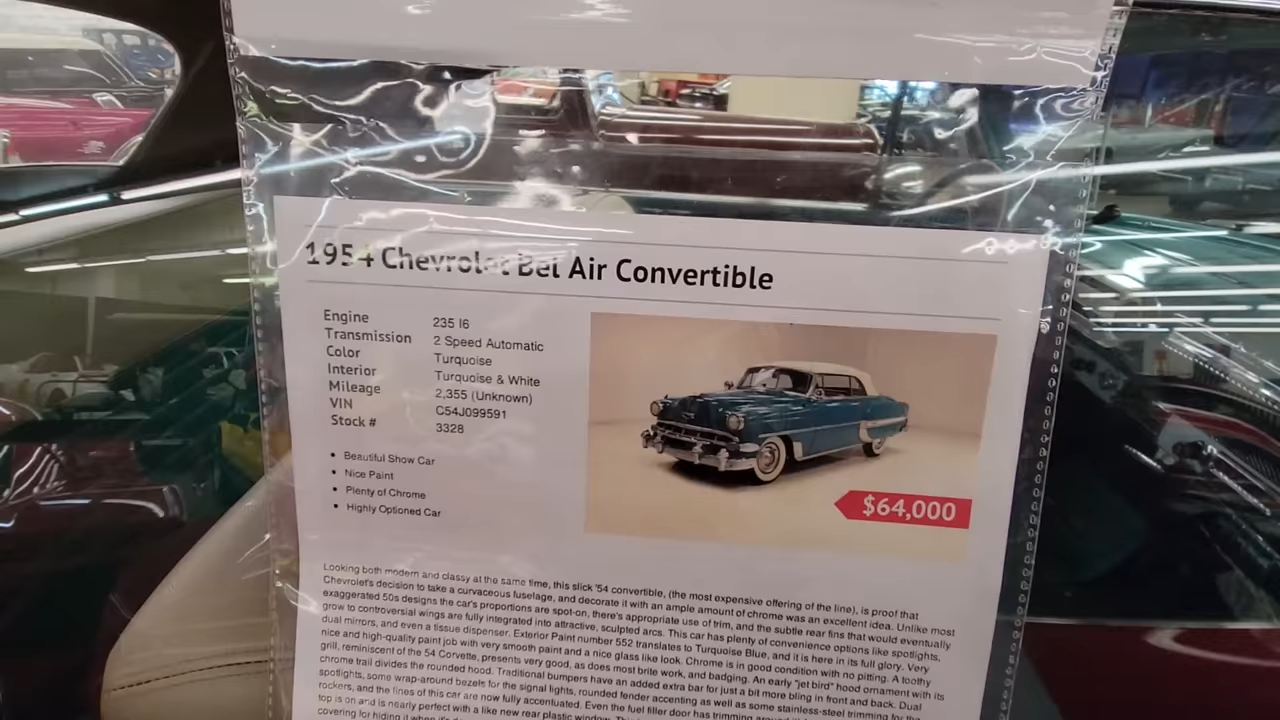 1954 Chevrolet Bel Air Convertible
Engine 235 I6
Transmission 2 Speed Automatic
Color Turquoise
Interior Turquoise & White
Mileage 2,355 (Unknown)
VIN C54J099591
Stock # 3328
• Beautiful Show Car
• Nice Paint
• Plenty of Chrome
• Highly Optioned Car
$64,000
Looking both modern and classy at the same time, this slick '54 convertible, (the most expensive offering of the line), is proof that
Chevrolet's decision to take a curvaceous fuselage, and decorate it with an ample amount of chrome was an excellent idea. Unlike most
exaggerated 50s designs the car's proportions are spot-on, there's appropriate use of trim, and the subtle rear fins that would eventually
grow to controversial wings are fully integrated into attractive, sculpted arcs. This car has plenty of convenience options like spotlights,
dual mirrors, and even a tissue dispenser. Exterior Paint number 552 translates to Turquoise Blue, and it is here in its full glory. Very
nice and high-quality paint job with very smooth paint and a nice glass like look. Chrome is in good condition with no pitting. A toothy
grill, reminiscent of the 54 Corvette, presents very good, as does most brite work, and badging. An early "jet bird" hood ornament with its
chrome trail divides the rounded hood. Traditional bumpers have an added extra bar for just a bit more bling in front and back. Dual
spotlights, some wrap-around bezels for the signal lights, rounded fender accenting as well as some stainless-steel trimming for the
rockers, and the lines of this car are now fully accentuated. Even the fuel filler door has trimming around
top is on and is nearly perfect with a like new rear plastic window.
covering for hiding it when